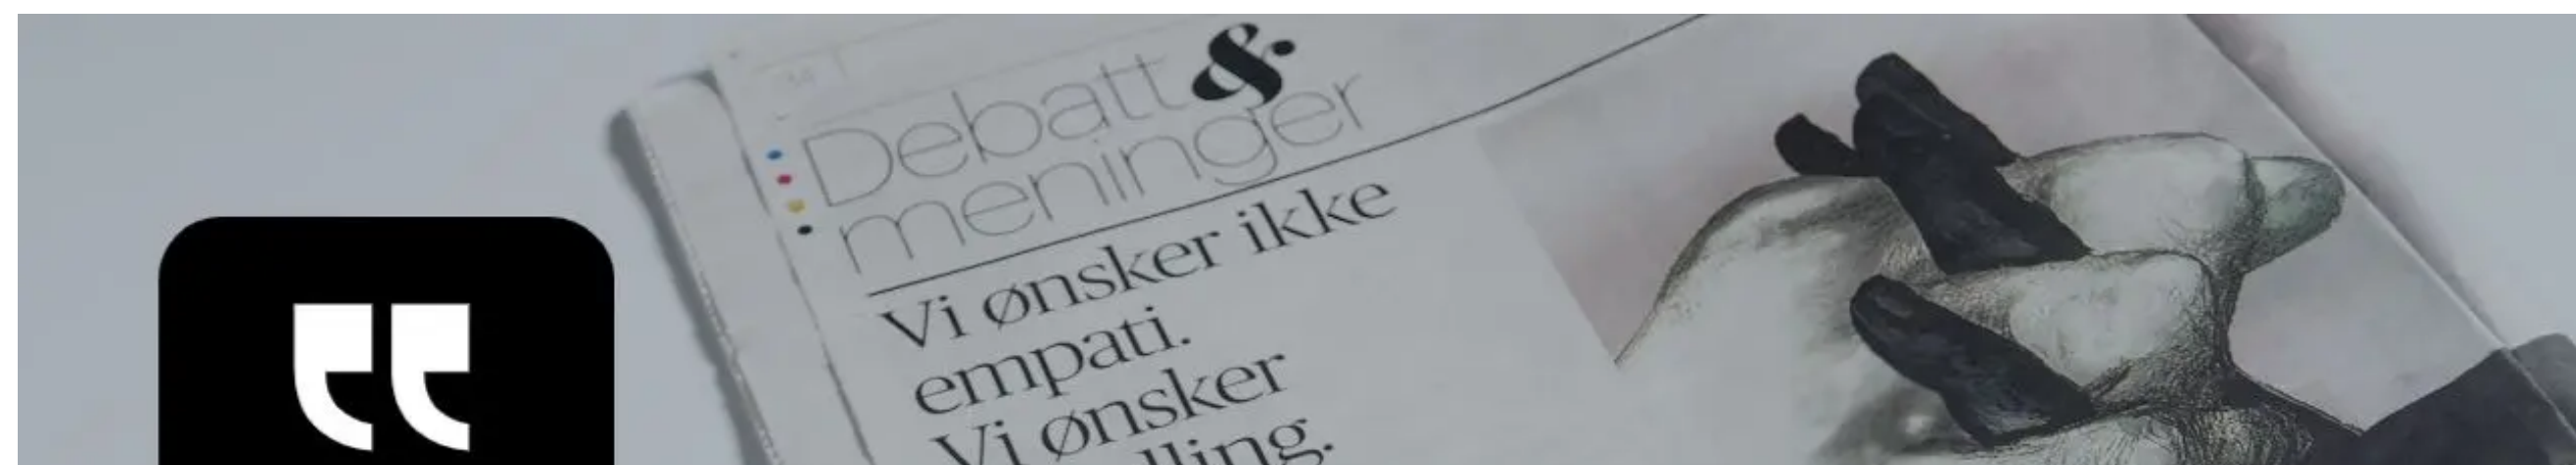 Debatt &
meninger
Vi ønsker ikke
empati.
Vi ønsker